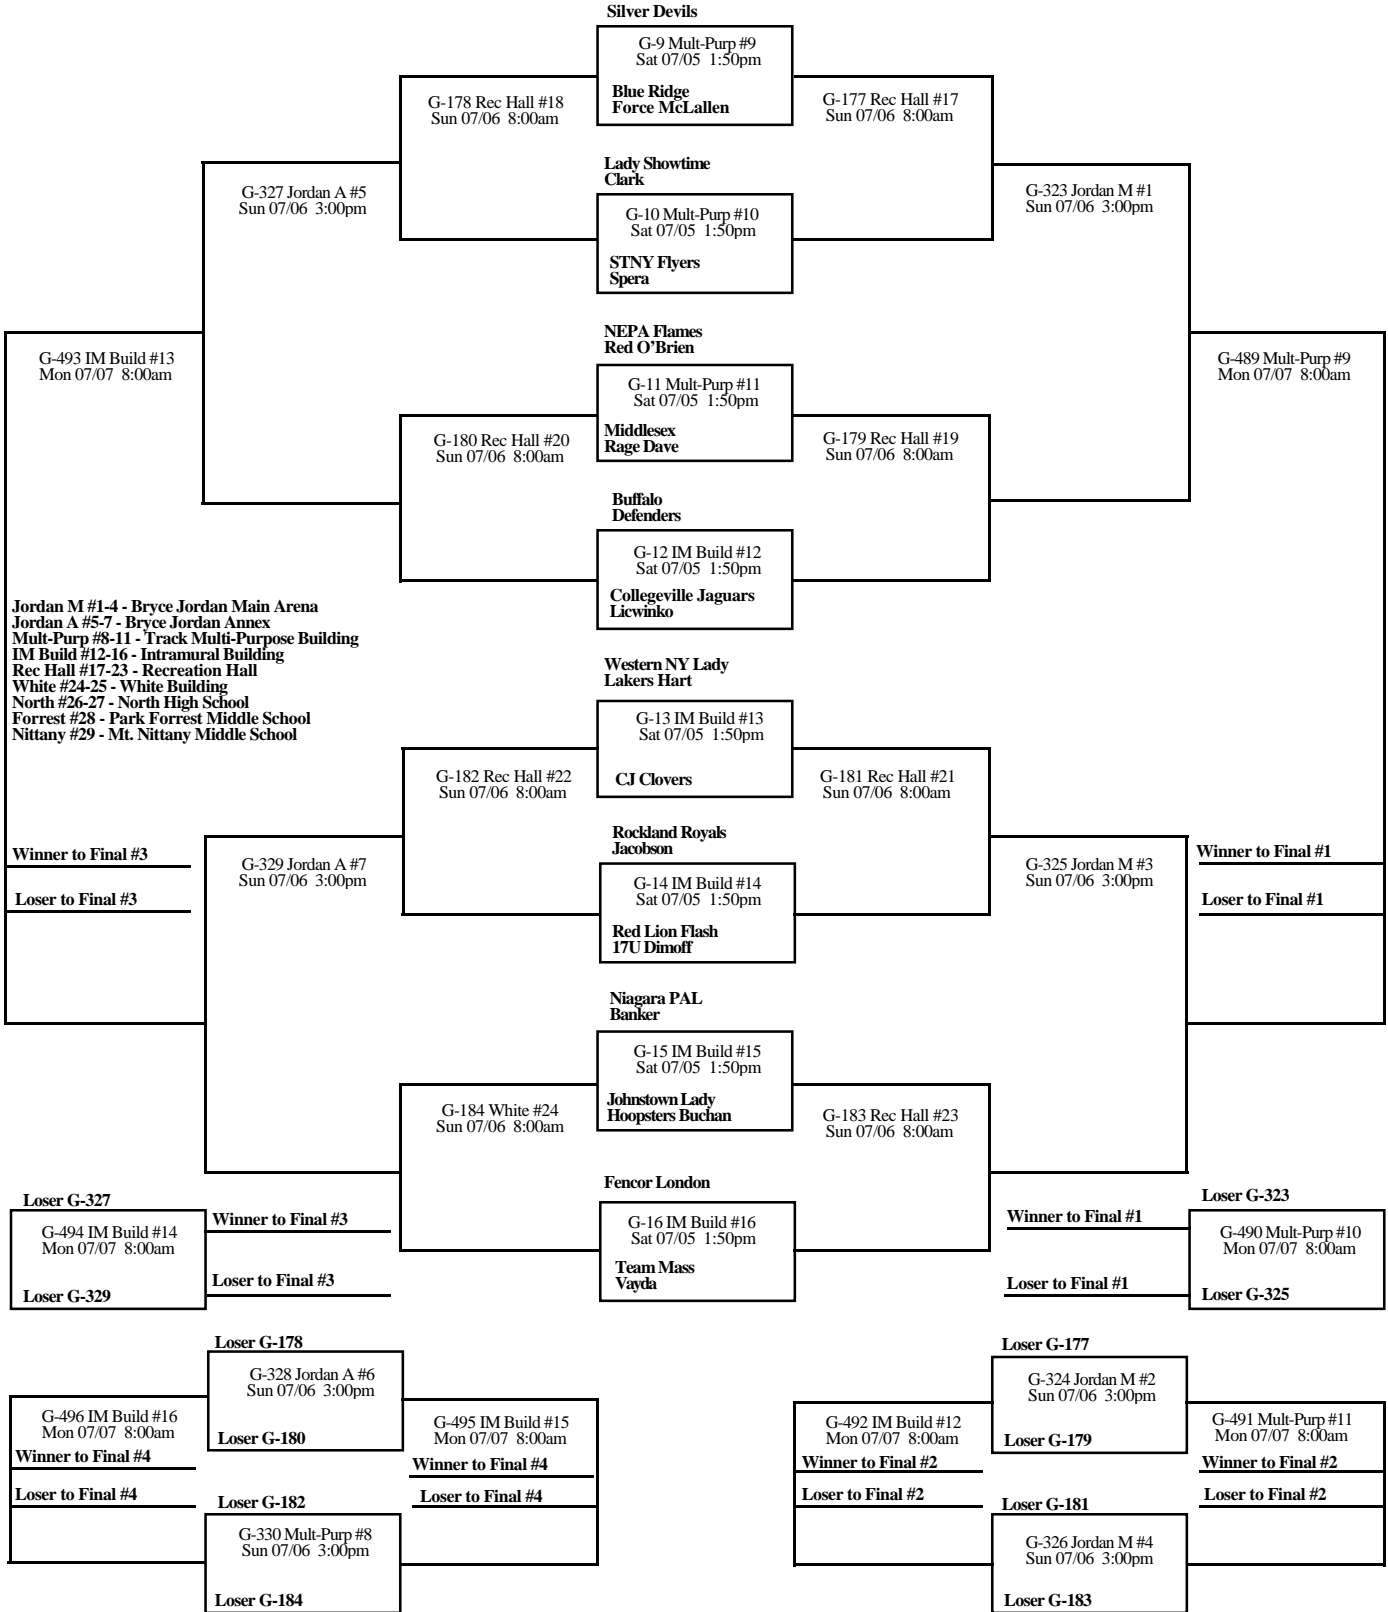 Silver Devils
G-9 Mult-Purp #9
Sat 07/05 1:50pm
Blue Ridge
Force McLallen
G-178 Rec Hall #18
Sun 07/06 8:00am
G-177 Rec Hall #17
Sun 07/06 8:00am
Lady Showtime
Clark
G-327 Jordan A #5
Sun 07/06 3:00pm
G-10 Mult-Purp #10
Sat 07/05 1:50pm
G-323 Jordan M #1
Sun 07/06 3:00pm
STNY Flyers
Spera
NEPA Flames
Red O'Brien
G-493 IM Build #13
Mon 07/07 8:00am
G-11 Mult-Purp #11
Sat 07/05 1:50pm
G-489 Mult-Purp #9
Mon 07/07 8:00am
Middlesex
Rage Dave
G-180 Rec Hall #20
Sun 07/06 8:00am
G-179 Rec Hall #19
Sun 07/06 8:00am
Buffalo
Defenders
G-12 IM Build #12
Sat 07/05 1:50pm
Collegeville Jaguars
Licwinko
Jordan M #1-4 - Bryce Jordan Main Arena
Jordan A #5-7 - Bryce Jordan Annex
Mult-Purp #8-11 - Track Multi-Purpose Building
IM Build #12-16 - Intramural Building
Rec Hall #17-23 - Recreation Hall
White #24-25 - White Building
North #26-27 - North High School
Forrest #28 - Park Forrest Middle School
Nittany #29 - Mt. Nittany Middle School
Western NY Lady
Lakers Hart
G-13 IM Build #13
Sat 07/05 1:50pm
CJ Clovers
G-182 Rec Hall #22
Sun 07/06 8:00am
G-181 Rec Hall #21
Sun 07/06 8:00am
Rockland Royals
Jacobson
Winner to Final #3
Loser to Final #3
G-329 Jordan A #7
Sun 07/06 3:00pm
G-14 IM Build #14
Sat 07/05 1:50pm
Red Lion Flash
17U Dimoff
G-325 Jordan M #3
Sun 07/06 3:00pm
Winner to Final #1
Loser to Final #1
Niagara PAL
Banker
G-15 IM Build #15
Sat 07/05 1:50pm
Johnstown Lady
Hoopsters Buchan
G-184 White #24
Sun 07/06 8:00am
G-183 Rec Hall #23
Sun 07/06 8:00am
Fencor London
G-16 IM Build #16
Sat 07/05 1:50pm
Team Mass
Vayda
Loser G-327
G-494 IM Build #14
Mon 07/07 8:00am
Loser G-329
Winner to Final #3
Loser to Final #3
Winner to Final #1
Loser to Final #1
Loser G-323
G-490 Mult-Purp #10
Mon 07/07 8:00am
Loser G-325
Loser G-178
G-328 Jordan A #6
Sun 07/06 3:00pm
Loser G-180
G-496 IM Build #16
Mon 07/07 8:00am
Winner to Final #4
Loser to Final #4
G-495 IM Build #15
Mon 07/07 8:00am
Winner to Final #4
Loser to Final #4
Loser G-182
G-330 Mult-Purp #8
Sun 07/06 3:00pm
Loser G-184
Loser G-177
G-324 Jordan M #2
Sun 07/06 3:00pm
Loser G-179
G-492 IM Build #12
Mon 07/07 8:00am
Winner to Final #2
Loser to Final #2
G-491 Mult-Purp #11
Mon 07/07 8:00am
Winner to Final #2
Loser to Final #2
Loser G-181
G-326 Jordan M #4
Sun 07/06 3:00pm
Loser G-183